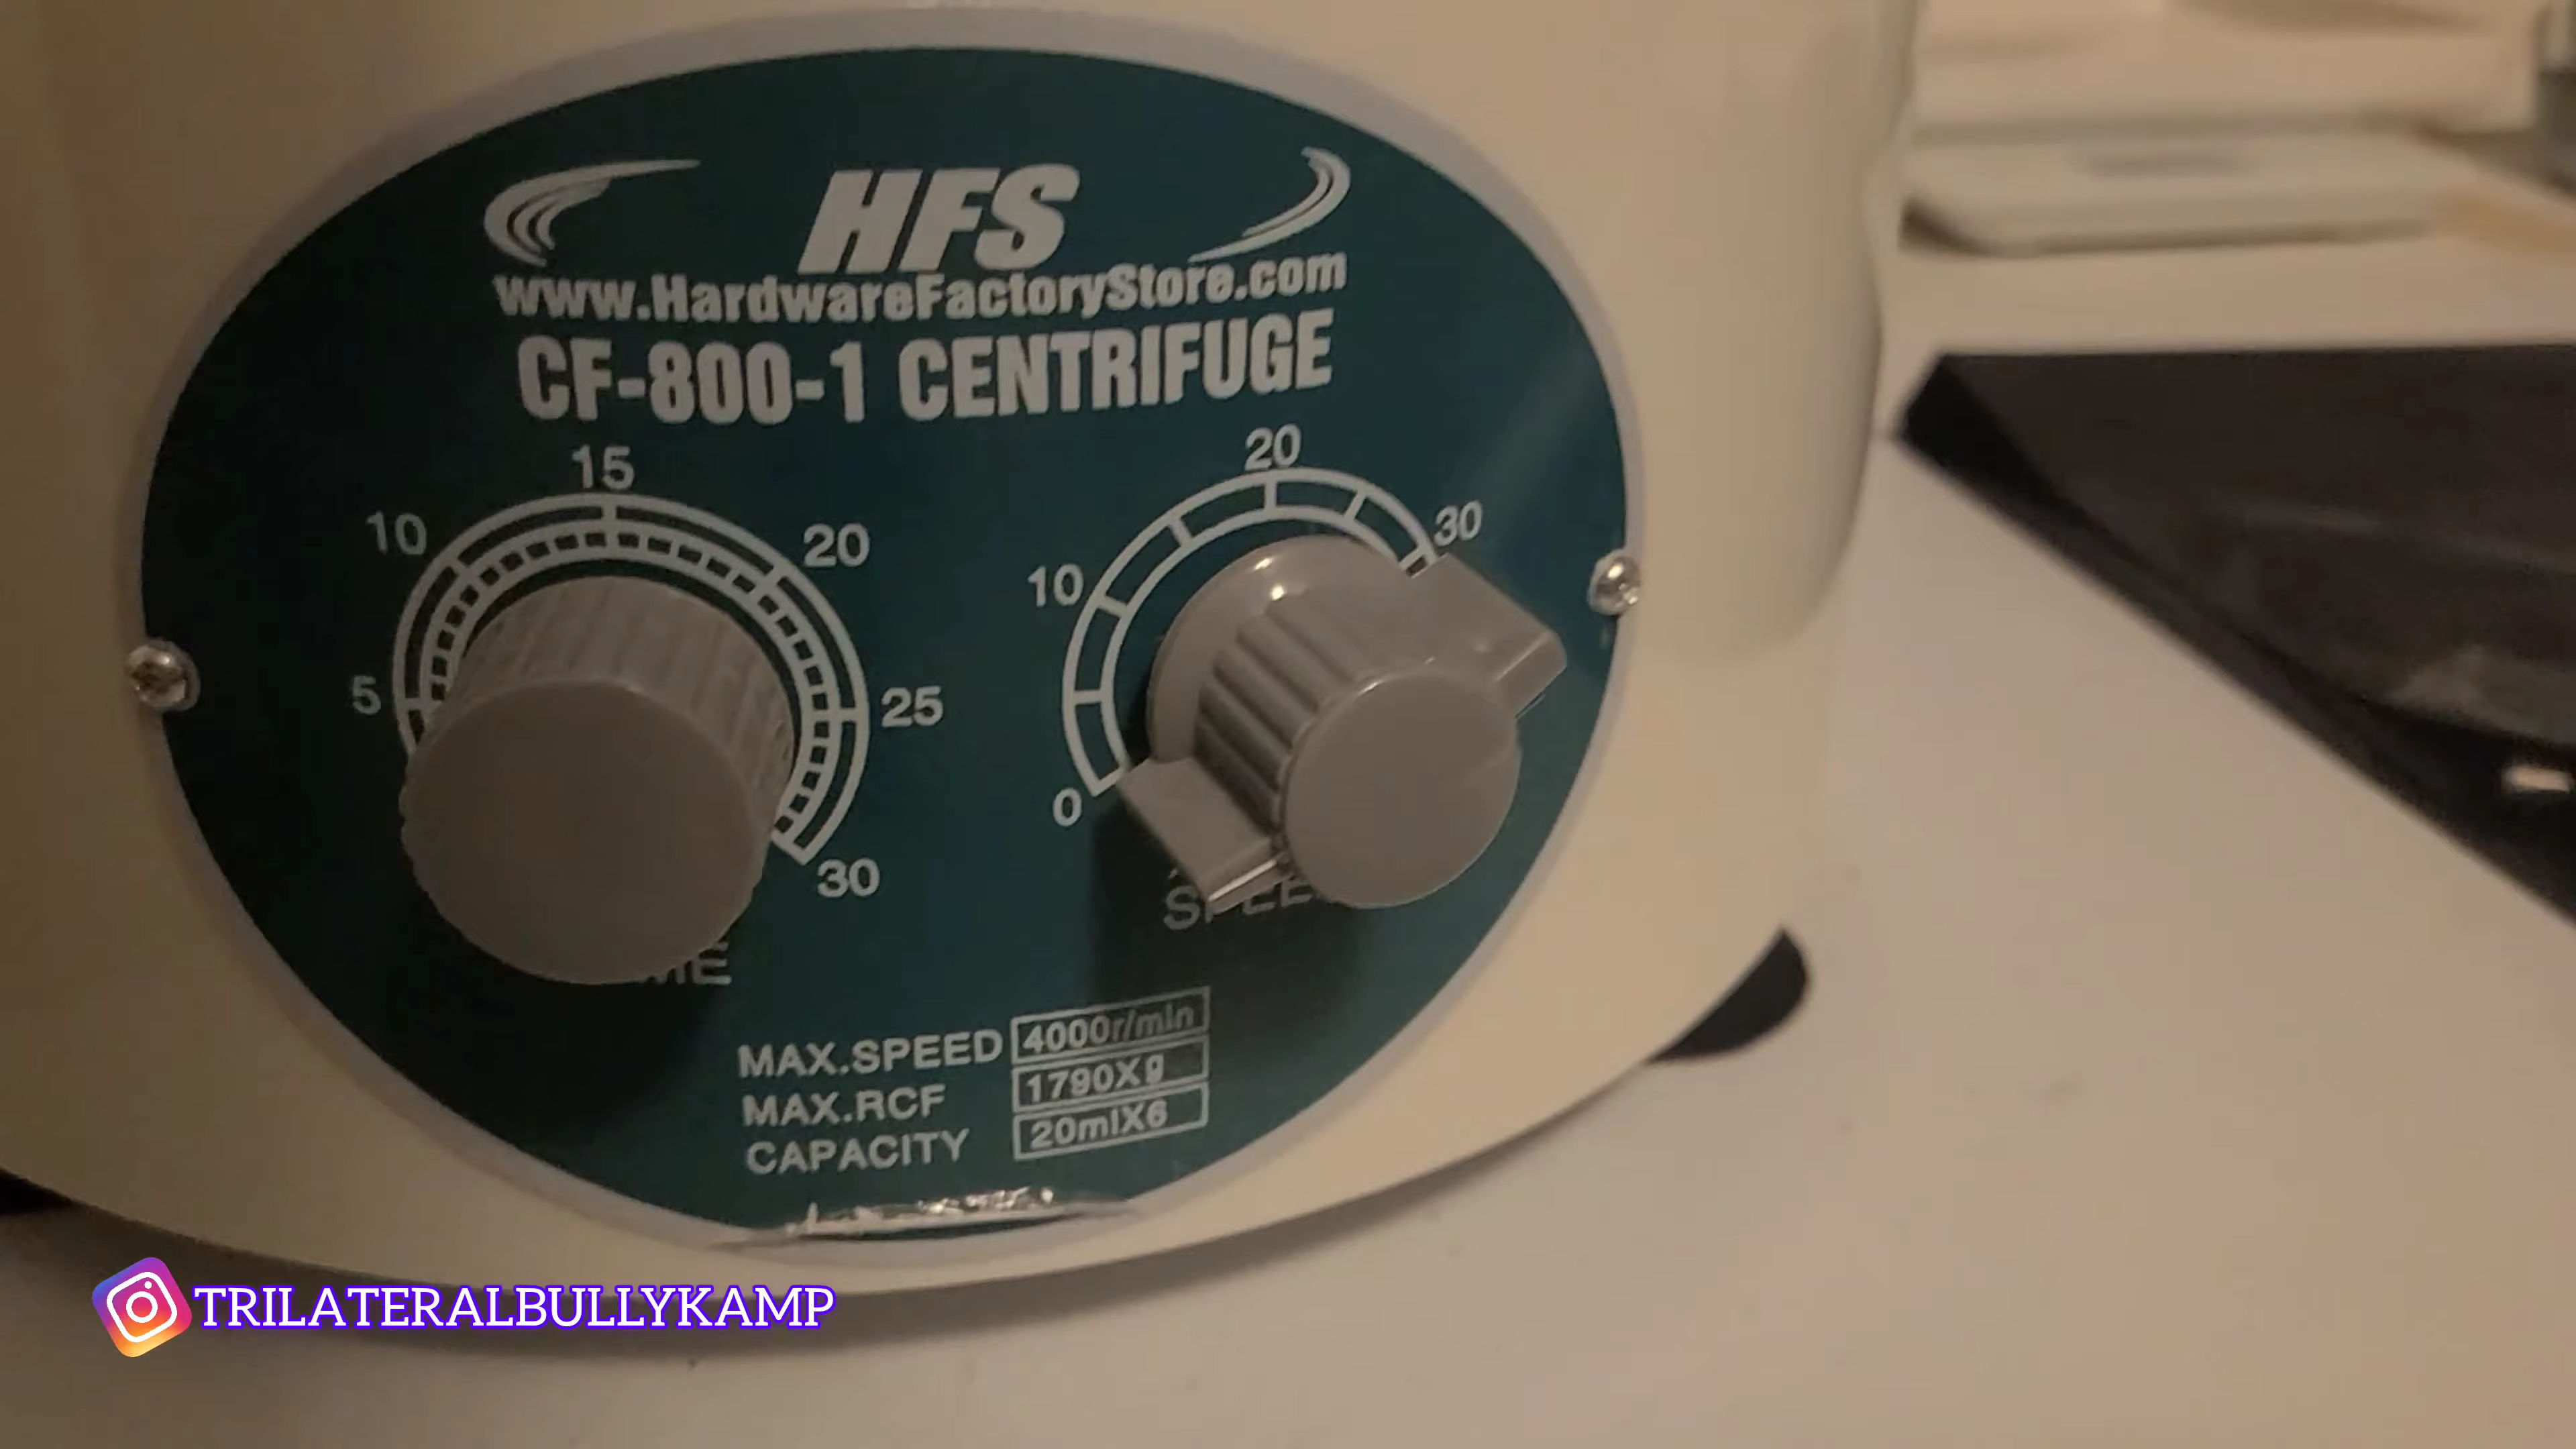 HFS
www.HardwareFactoryStore.com
CF-800-1 CENTRIFUGE
5
10
15
20
25
30
0
10
20
30
MAX.SPEED 4000r/min
MAX.RCF 1790Xg
CAPACITY 20mlX6
TRILATERALBULLYKAMP